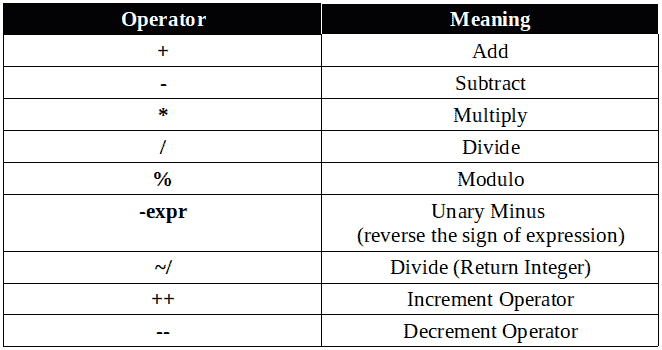 Operator Meaning
+ Add
- Subtract
* Multiply
/ Divide
% Modulo
-expr Unary Minus
(reverse the sign of expression)
~/ Divide (Return Integer)
++ Increment Operator
-- Decrement Operator